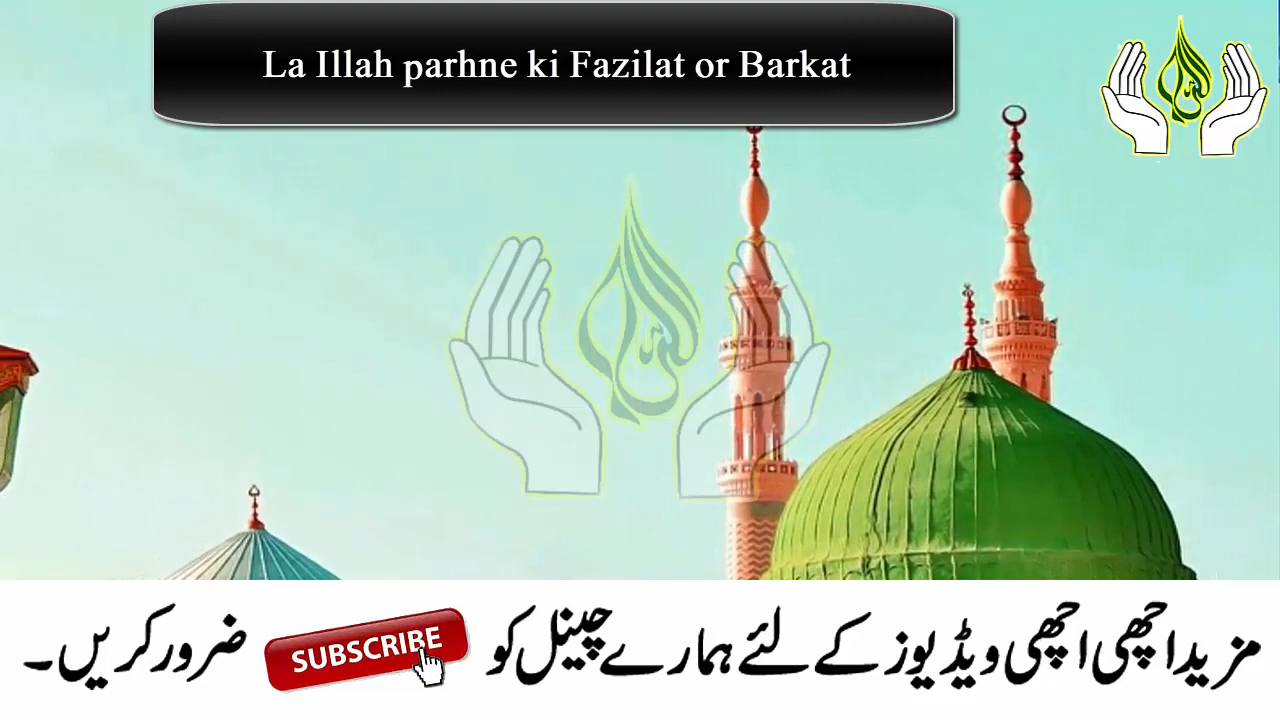 La Illah parhne ki Fazilat or Barkat
مزید اچھی اچھی ویڈیوز کے لئے ہمارے چینل کو SUBSCRIBE ضرور کریں۔